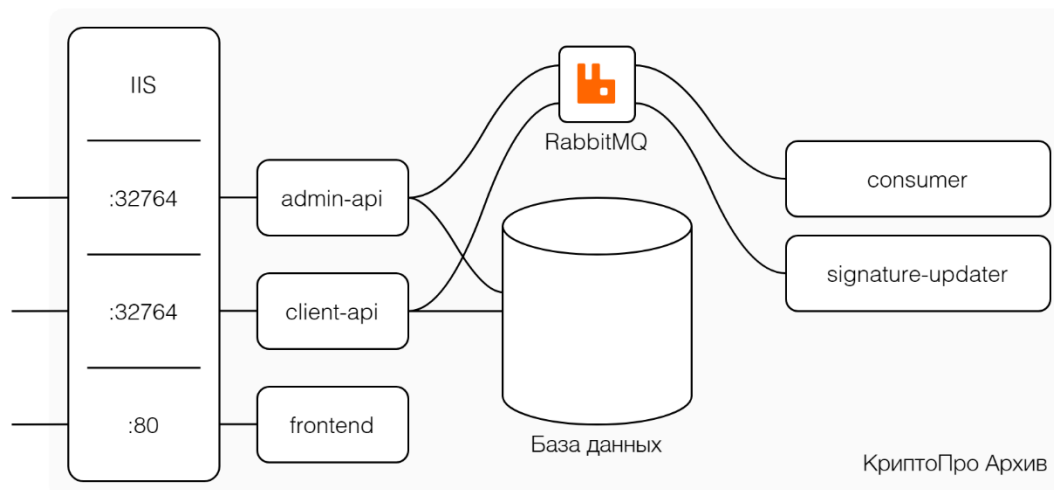 IIS
RabbitMQ
:32764
admin-api
consumer
signature-updater
:32764
client-api
:80
frontend
База данных
КриптоПро Архив